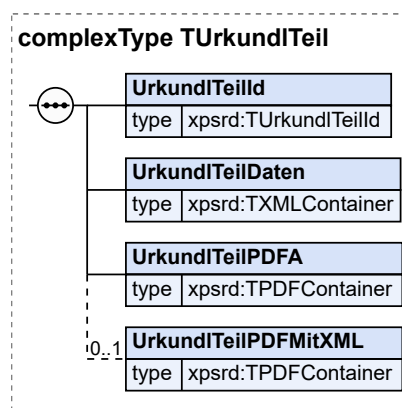 complexType TUrkundlTeil
UrkundlTeilId
type xpsrd:TUrkundlTeilId
UrkundlTeilDaten
type xpsrd:TXMLContainer
UrkundlTeilPDFA
type xpsrd:TPDFContainer
0..1 UrkundlTeilPDFMitXML
type xpsrd:TPDFContainer